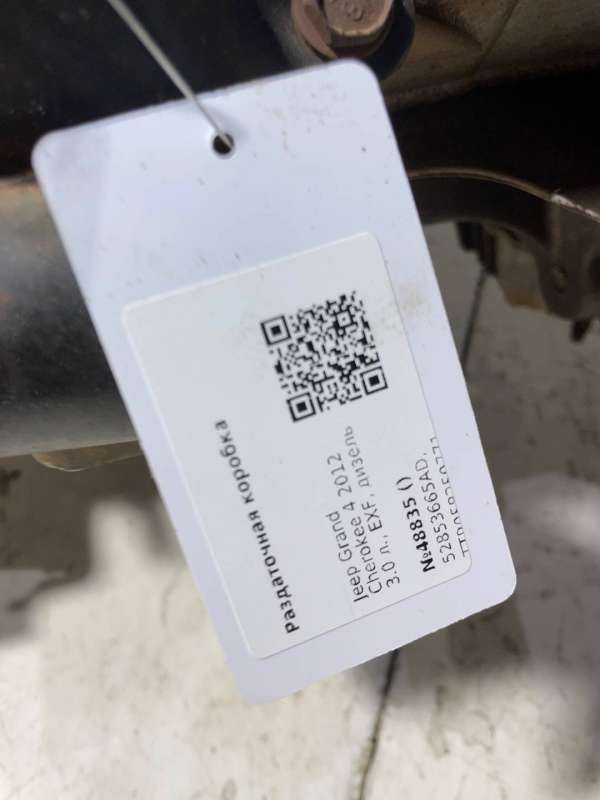 Раздаточная коробка
Jeep Grand
Cherokee 4 2012
3.0 л., EXF, дизель
№48835 ()
52853665AD,